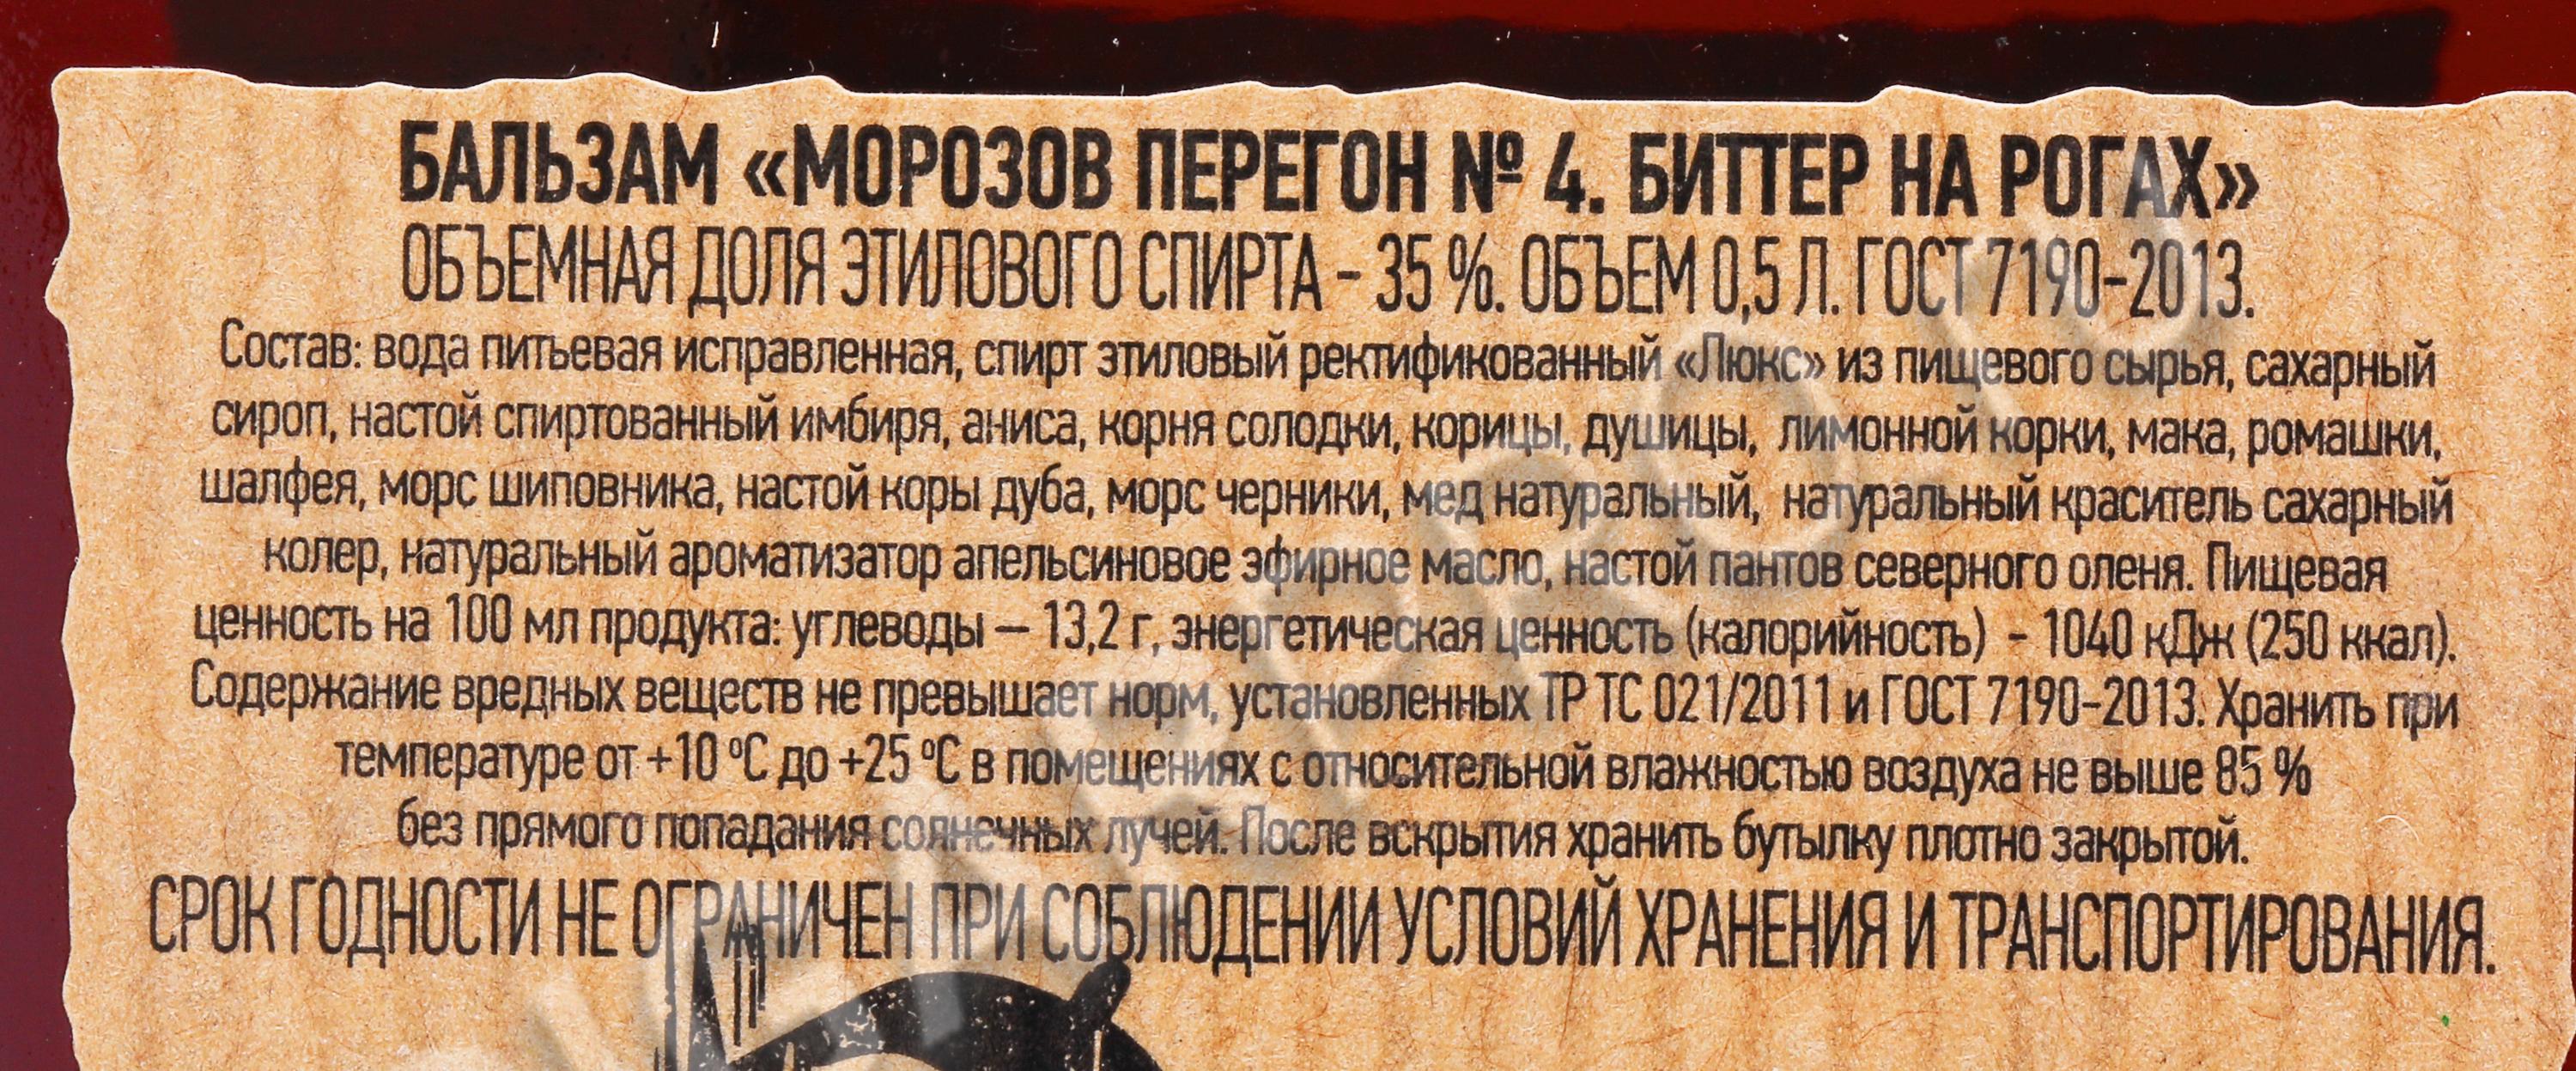 БАЛЬЗАМ «МОРОЗОВ ПЕРЕГОН № 4. БИТТЕР НА РОГАХ»
ОБЪЕМНАЯ ДОЛЯ ЭТИЛОВОГО СПИРТА – 35 %. ОБЪЕМ 0,5 Л. ГОСТ 7190-2013.
Состав: вода питьевая исправленная, спирт этиловый ректификованный «Люкс» из пищевого сырья, сахарный
сироп, настой спиртованный имбиря, аниса, корня солодки, корицы, душицы, лимонной корки, мака, ромашки,
шалфея, морс шиповника, настой коры дуба, морс черники, мед натуральный, натуральный краситель сахарный
колер, натуральный ароматизатор апельсиновое эфирное масло, настой пантов северного оленя. Пищевая
ценность на 100 мл продукта: углеводы — 13,2 г, энергетическая ценность (калорийность) – 1040 кДж (250 ккал).
Содержание вредных веществ не превышает норм, установленных ТР ТС 021/2011 и ГОСТ 7190-2013. Хранить при
температуре от +10 ºС до +25 ºС в помещениях с относительной влажностью воздуха не выше 85 %
без прямого попадания солнечных лучей. После вскрытия хранить бутылку плотно закрытой.
СРОК ГОДНОСТИ НЕ ОГРАНИЧЕН ПРИ СОБЛЮДЕНИИ УСЛОВИЙ ХРАНЕНИЯ И ТРАНСПОРТИРОВАНИЯ.